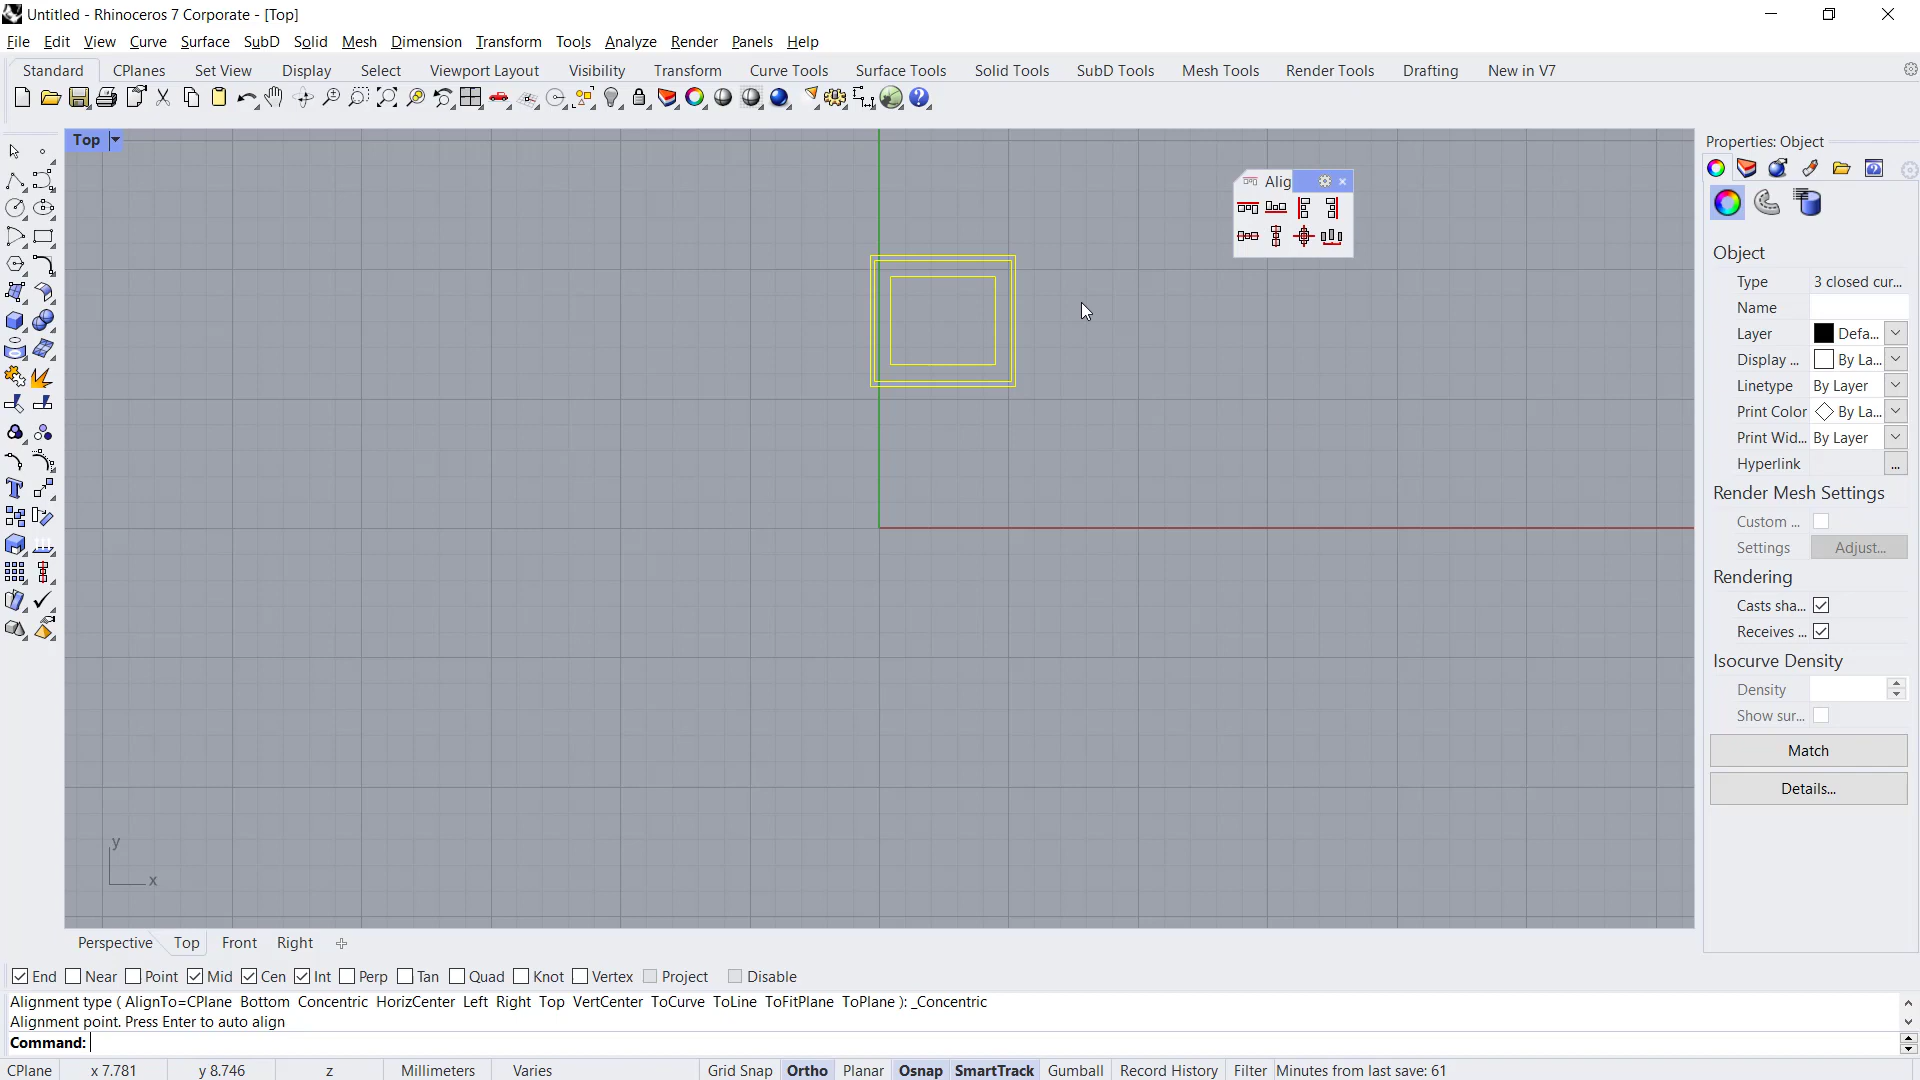 Untitled - Rhinoceros 7 Corporate - [Top]
File Edit View Curve Surface SubD Solid Mesh Dimension Transform Tools Analyze Render Panels Help
Standard CPlanes Set View Display Select Viewport Layout Visibility Transform Curve Tools Surface Tools Solid Tools SubD Tools Mesh Tools Render Tools Drafting New in V7
Top
Alig
Properties: Object
Object
Type 3 closed cur...
Name
Layer Defa...
Display ... By La...
Linetype By Layer
Print Color By La...
Print Wid... By Layer
Hyperlink ...
Render Mesh Settings
Custom ...
Settings Adjust...
Rendering
Casts sha...
Receives ...
Isocurve Density
Density
Show sur...
Match
Details...
y
x
Perspective Top Front Right
End Near Point Mid Cen Int Perp Tan Quad Knot Vertex Project Disable
Alignment type ( AlignTo=CPlane Bottom Concentric HorizCenter Left Right Top VertCenter ToCurve ToLine ToFitPlane ToPlane ): _Concentric
Alignment point. Press Enter to auto align
Command:
CPlane x 7.781 y 8.746 z Millimeters Varies Grid Snap Ortho Planar Osnap SmartTrack Gumball Record History Filter Minutes from last save: 61